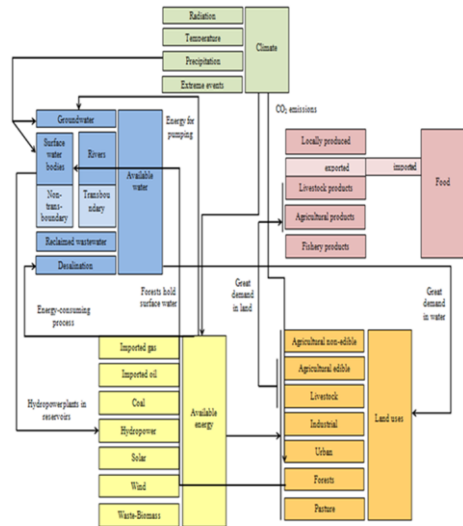 Radiation
Temperature
Precipitation
Extreme events
Climate
CO₂ emissions
Groundwater
Surface
water
bodies
Rivers
Non-
trans-
boundary
Transbou
ndary
Reclaimed wastewater
Desalination
Available
water
Energy for
pumping
Locally produced
exported
imported
Livestock products
Agricultural products
Fishery products
Food
Energy-consuming
process
Forests hold
surface water
Great
demand
in land
Great
demand
in water
Imported gas
Imported oil
Coal
Hydropower
Solar
Wind
Waste-Biomass
Available
energy
Hydropowerplants in
reservoirs
Agricultural non-edible
Agricultural edible
Livestock
Industrial
Urban
Forests
Pasture
Land uses